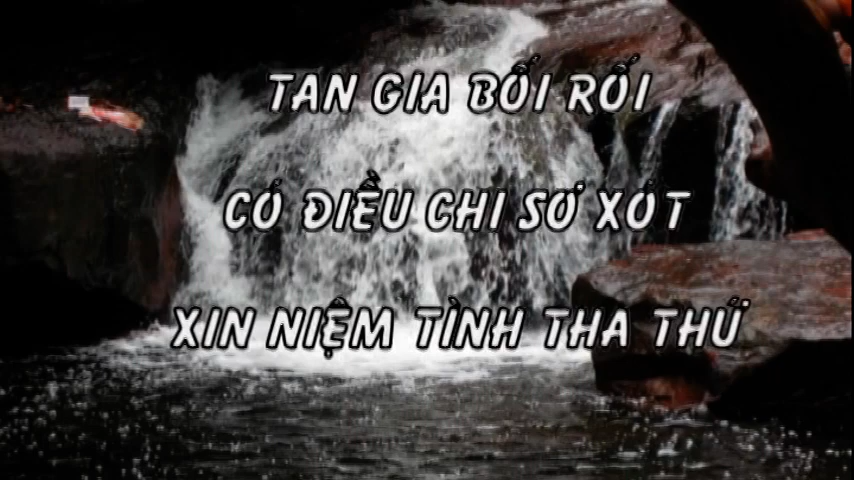 TAN GIA BỐI RỐI
CÓ ĐIỀU CHI SƠ XÓT
XIN NIỆM TÌNH THA THỨ